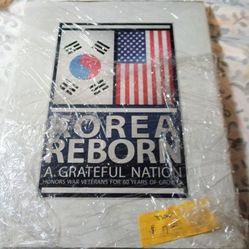 KOREA
REBORN
A GRATEFUL NATION
HONORS WAR VETERANS FOR 60 YEARS OF GROWTH